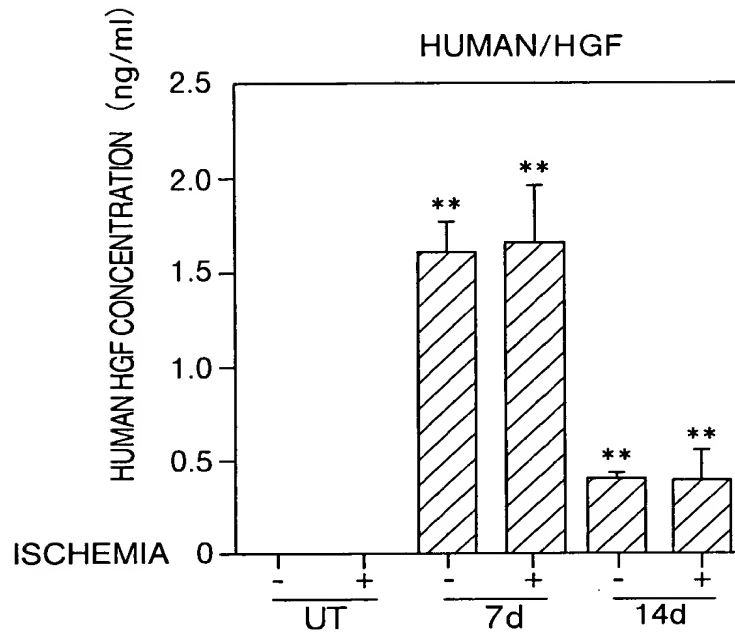 HUMAN/HGF
HUMAN HGF CONCENTRATION (ng/ml)
2.5
2.0
1.5
1.0
0.5
0
** ** ** **
ISCHEMIA
- + - + - +
UT 7d 14d